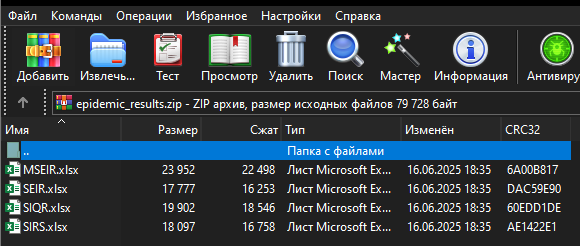 Файл Команды Операции Избранное Настройки Справка
Добавить Извлечь... Тест Просмотр Удалить Поиск Мастер Информация Антивиру
epidemic_results.zip - ZIP архив, размер исходных файлов 79 728 байт
Имя Размер Сжат Тип Изменён CRC32
.. Папка с файлами
MSEIR.xlsx 23 952 22 498 Лист Microsoft Ex... 16.06.2025 18:35 6A00B817
SEIR.xlsx 17 777 16 253 Лист Microsoft Ex... 16.06.2025 18:35 DAC59E90
SIQR.xlsx 19 902 18 546 Лист Microsoft Ex... 16.06.2025 18:35 60EDD1DE
SIRS.xlsx 18 097 16 758 Лист Microsoft Ex... 16.06.2025 18:35 AE1422E1